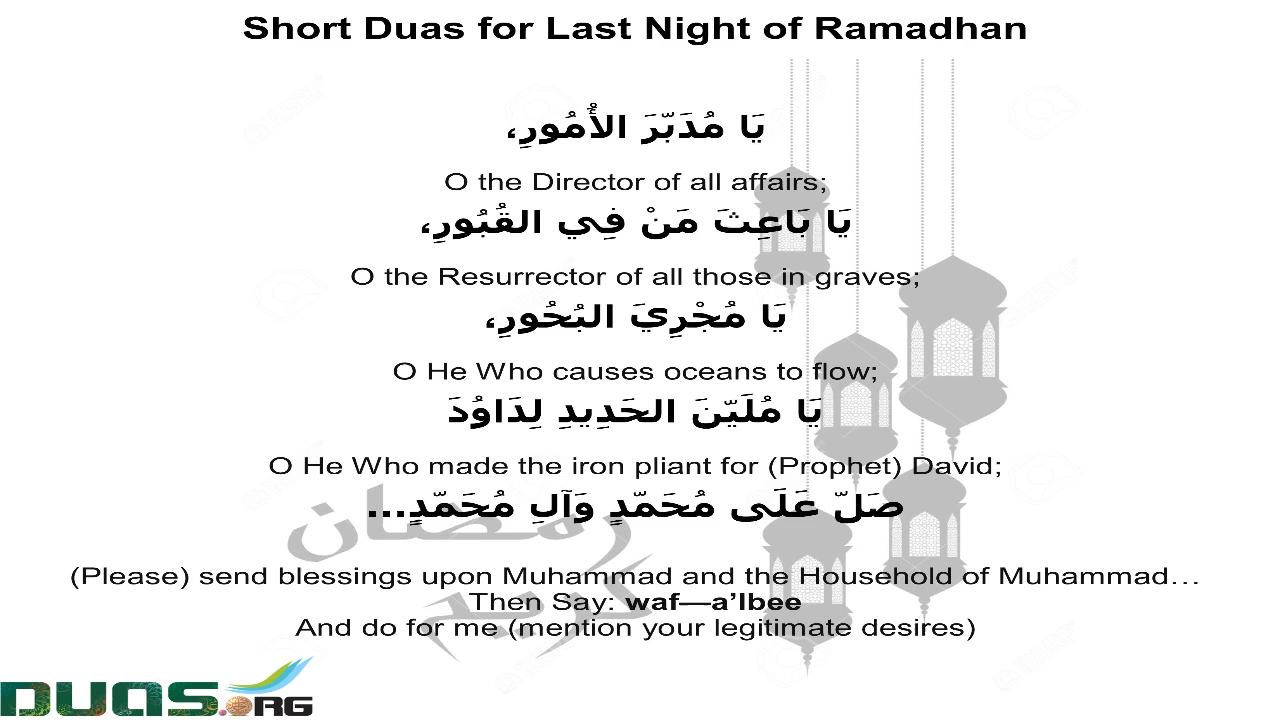 Short Duas for Last Night of Ramadhan
يَا مُدَبّرَ الأُمُورِ،
O the Director of all affairs;
يَا بَاعِثَ مَنْ فِي القُبُورِ،
O the Resurrector of all those in graves;
يَا مُجْرِيَ البُحُورِ،
O He Who causes oceans to flow;
يَا مُلَيّنَ الحَدِيدِ لِدَاوُدَ
O He Who made the iron pliant for (Prophet) David;
صَلّ عَلَى مُحَمّدٍ وَآلِ مُحَمّدٍ...
رمضان
كريم
(Please) send blessings upon Muhammad and the Household of Muhammad…
Then Say: waf—a’lbee
And do for me (mention your legitimate desires)
DUAS.ORG